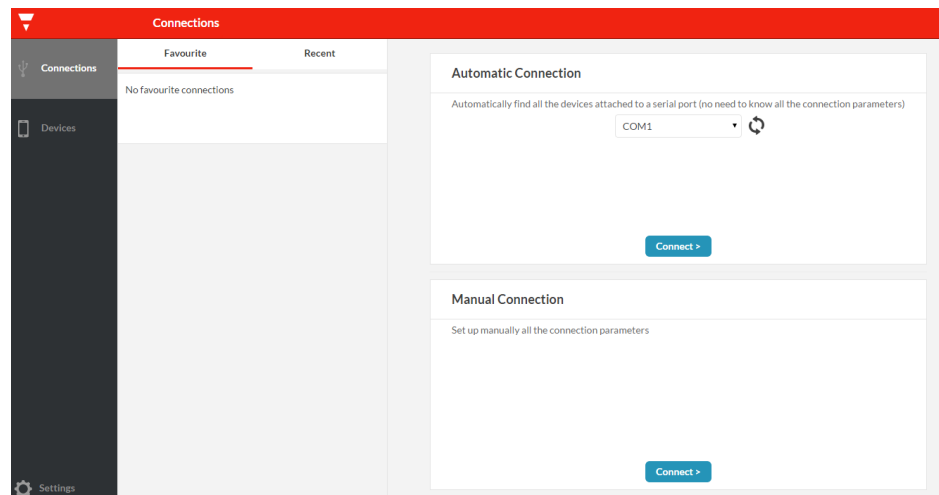 Connections
Connections
Devices
Settings
Favourite Recent
No favourite connections
Automatic Connection
Automatically find all the devices attached to a serial port (no need to know all the connection parameters)
COM1
Connect >
Manual Connection
Set up manually all the connection parameters
Connect >